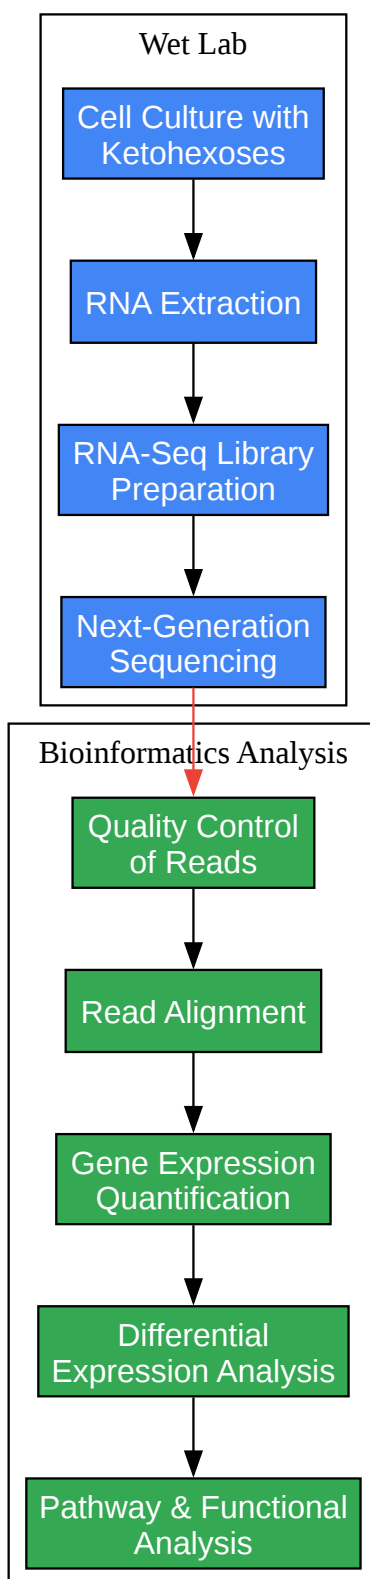 Wet Lab
Cell Culture with
Ketohexoses
RNA Extraction
RNA-Seq Library
Preparation
Next-Generation
Sequencing
Bioinformatics Analysis
Quality Control
of Reads
Read Alignment
Gene Expression
Quantification
Differential
Expression Analysis
Pathway & Functional
Analysis